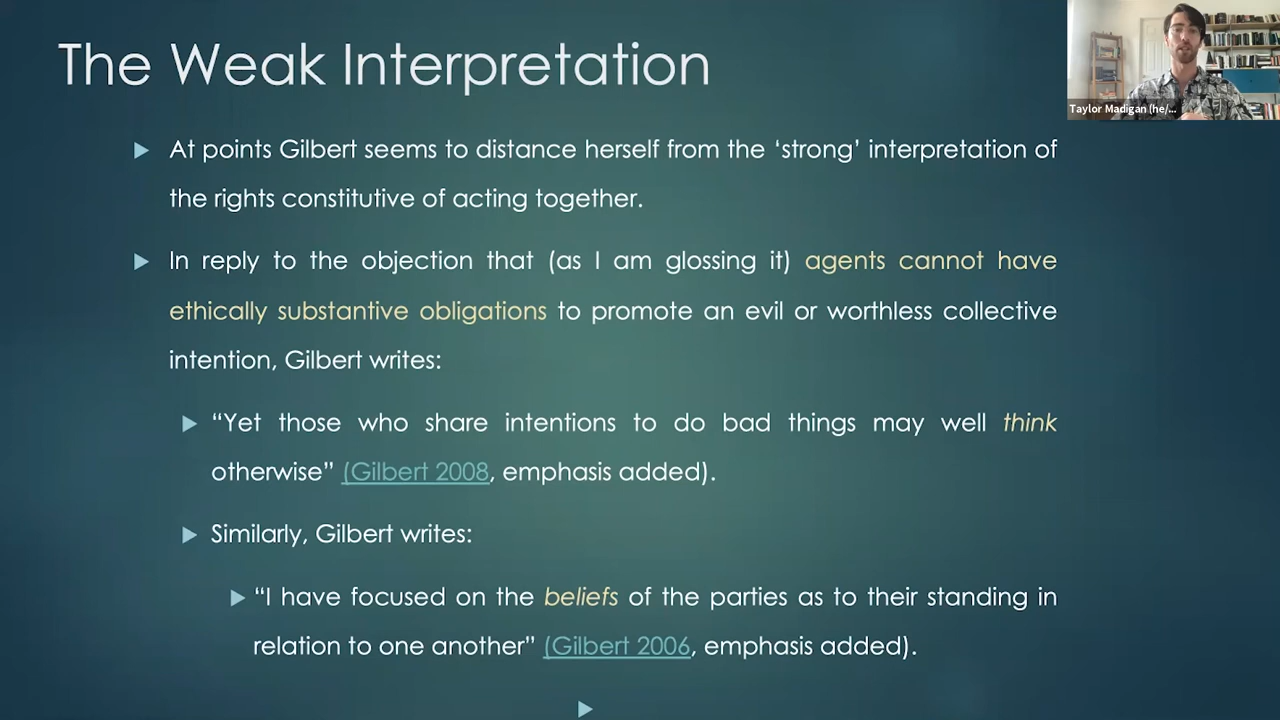 The Weak Interpretation
Taylor Madigan (he/...
At points Gilbert seems to distance herself from the ‘strong’ interpretation of
the rights constitutive of acting together.
In reply to the objection that (as I am glossing it) agents cannot have
ethically substantive obligations to promote an evil or worthless collective
intention, Gilbert writes:
“Yet those who share intentions to do bad things may well think
otherwise” (Gilbert 2008, emphasis added).
Similarly, Gilbert writes:
“I have focused on the beliefs of the parties as to their standing in
relation to one another” (Gilbert 2006, emphasis added).